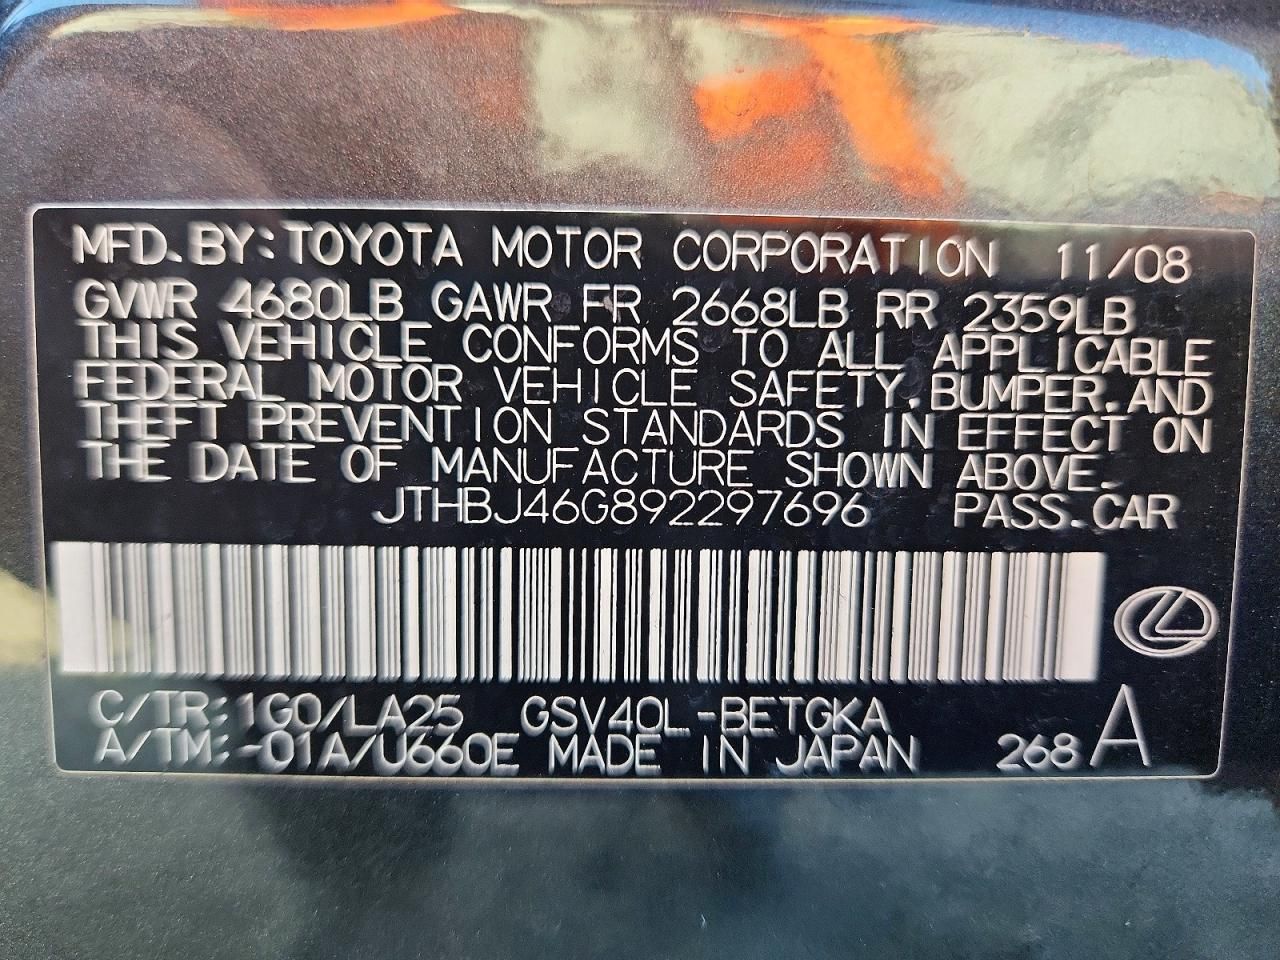 MFD. BY: TOYOTA MOTOR CORPORATION 11/08
GVWR 4680LB GAWR FR 2668LB RR 2359LB
THIS VEHICLE CONFORMS TO ALL APPLICABLE
FEDERAL MOTOR VEHICLE SAFETY, BUMPER, AND
THEFT PREVENTION STANDARDS IN EFFECT ON
THE DATE OF MANUFACTURE SHOWN ABOVE.
JTHBJ46G892297696 PASS. CAR
C/TR: 1G0/LA25 GSV40L-BETGKA
A/TM: -01A/U660E MADE IN JAPAN 268 A